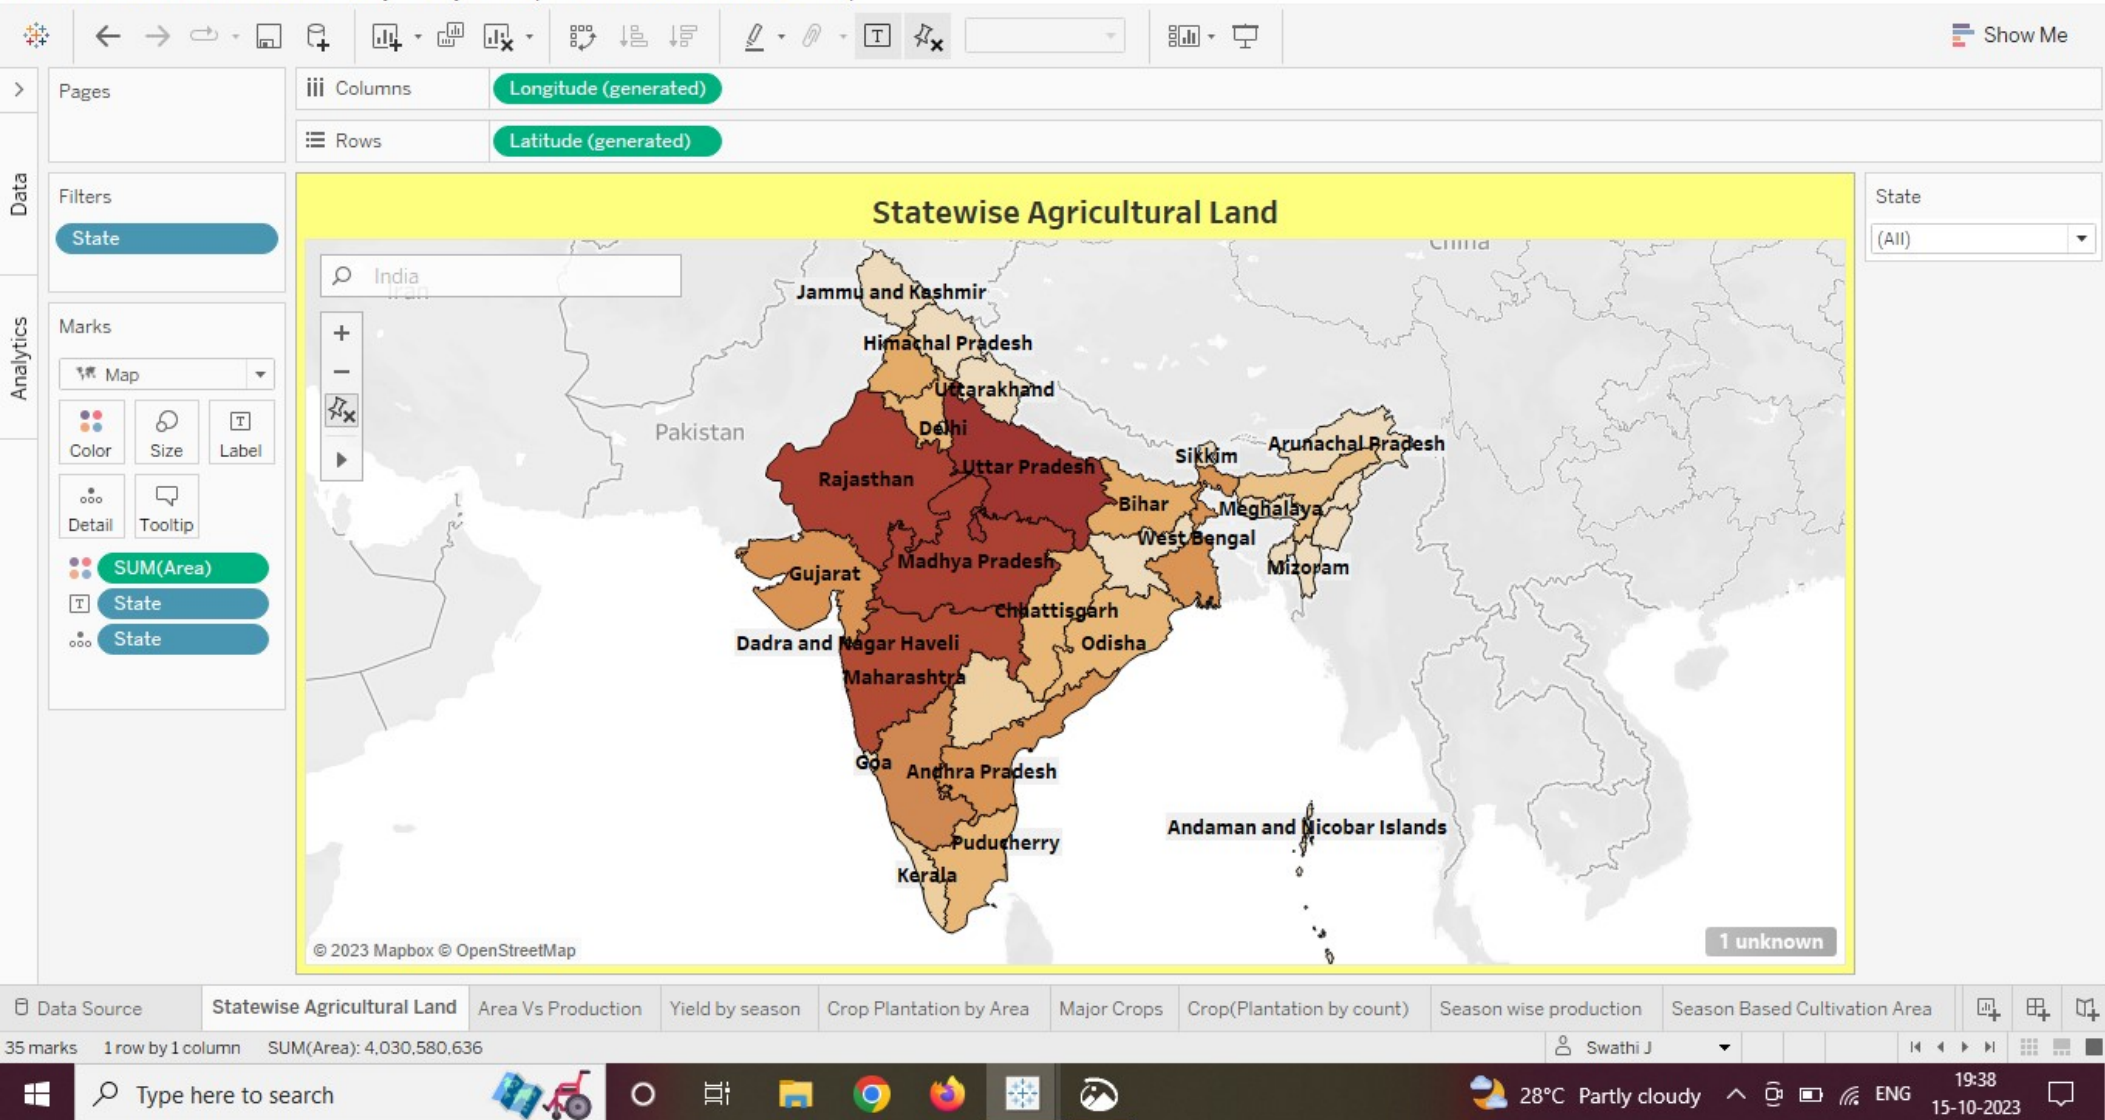 Show Me
Pages
Columns
Longitude (generated)
Rows
Latitude (generated)
Data
Analytics
Filters
State
Marks
Map
Color
Size
Label
T
Detail
Tooltip
SUM(Area)
T
State
State
Statewise Agricultural Land
India
Iran
China
Pakistan
Jammu and Kashmir
Himachal Pradesh
Uttarakhand
Delhi
Rajasthan
Uttar Pradesh
Sikkim
Arunachal Pradesh
Bihar
Meghalaya
West Bengal
Mizoram
Gujarat
Madhya Pradesh
Chhattisgarh
Dadra and Nagar Haveli
Odisha
Maharashtra
Goa
Andhra Pradesh
Puducherry
Kerala
Andaman and Nicobar Islands
© 2023 Mapbox © OpenStreetMap
1 unknown
State
(All)
Data Source
Statewise Agricultural Land
Area Vs Production
Yield by season
Crop Plantation by Area
Major Crops
Crop(Plantation by count)
Season wise production
Season Based Cultivation Area
35 marks 1 row by 1 column SUM(Area): 4,030,580,636
Swathi J
Type here to search
28°C Partly cloudy
ENG
19:38
15-10-2023